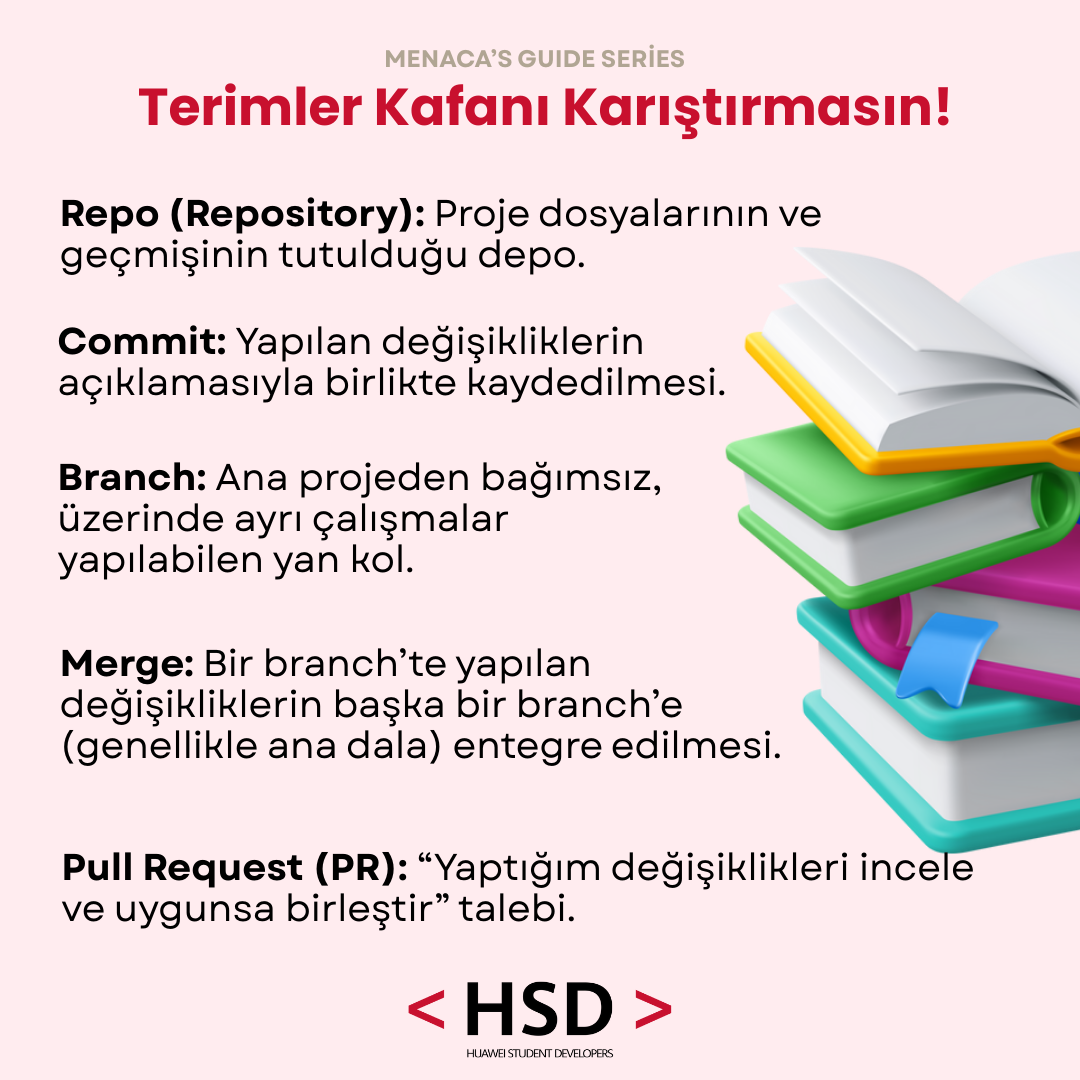 MENACA’S GUIDE SERİES
Terimler Kafanı Karıştırmasın!
Repo (Repository): Proje dosyalarının ve
geçmişinin tutulduğu depo.
Commit: Yapılan değişikliklerin
açıklamasıyla birlikte kaydedilmesi.
Branch: Ana projeden bağımsız,
üzerinde ayrı çalışmalar
yapılabilen yan kol.
Merge: Bir branch’te yapılan
değişikliklerin başka bir branch’e
(genellikle ana dala) entegre edilmesi.
Pull Request (PR): “Yaptığım değişiklikleri incele
ve uygunsa birleştir” talebi.
< HSD >
HUAWEI STUDENT DEVELOPERS